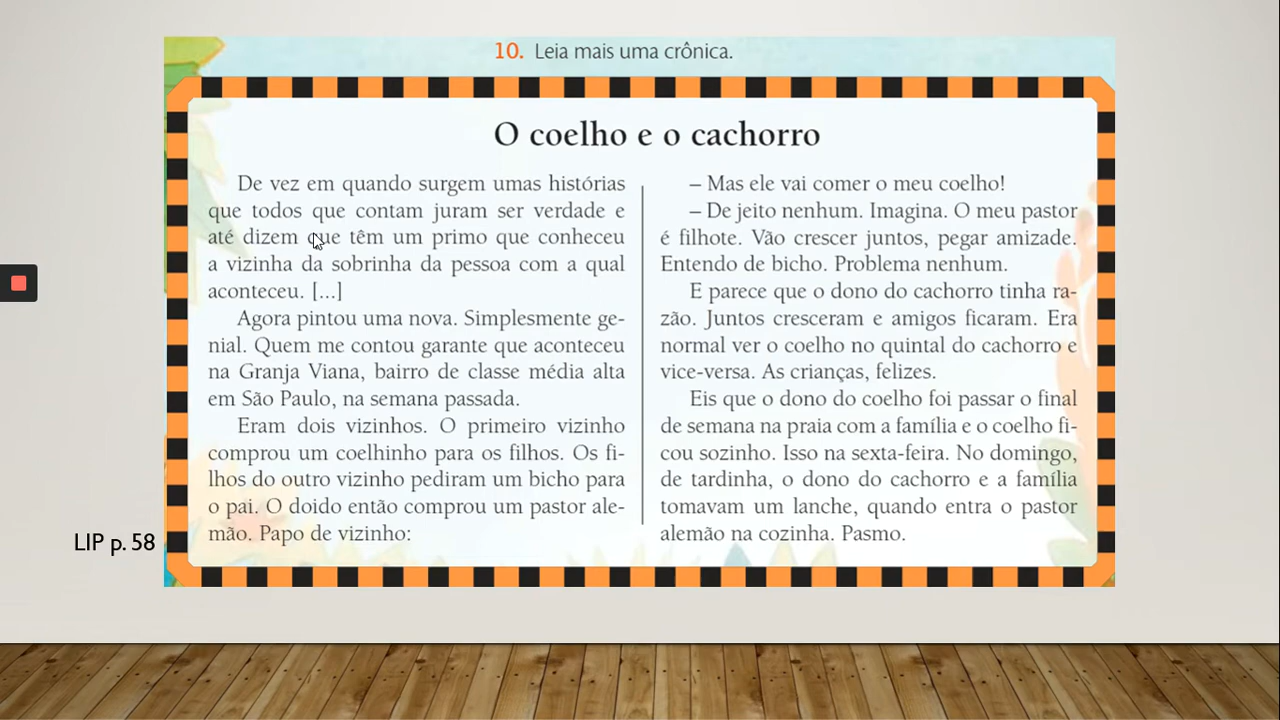 10. Leia mais uma crônica.
O coelho e o cachorro
De vez em quando surgem umas histórias
que todos que contam juram ser verdade e
até dizem que têm um primo que conheceu
a vizinha da sobrinha da pessoa com a qual
aconteceu. [...]
Agora pintou uma nova. Simplesmente ge-
nial. Quem me contou garante que aconteceu
na Granja Viana, bairro de classe média alta
em São Paulo, na semana passada.
Eram dois vizinhos. O primeiro vizinho
comprou um coelhinho para os filhos. Os fi-
lhos do outro vizinho pediram um bicho para
o pai. O doido então comprou um pastor ale-
mão. Papo de vizinho:
– Mas ele vai comer o meu coelho!
– De jeito nenhum. Imagina. O meu pastor
é filhote. Vão crescer juntos, pegar amizade.
Entendo de bicho. Problema nenhum.
E parece que o dono do cachorro tinha ra-
zão. Juntos cresceram e amigos ficaram. Era
normal ver o coelho no quintal do cachorro e
vice-versa. As crianças, felizes.
Eis que o dono do coelho foi passar o final
de semana na praia com a família e o coelho fi-
cou sozinho. Isso na sexta-feira. No domingo,
de tardinha, o dono do cachorro e a família
tomavam um lanche, quando entra o pastor
alemão na cozinha. Pasmo.
LIP p. 58